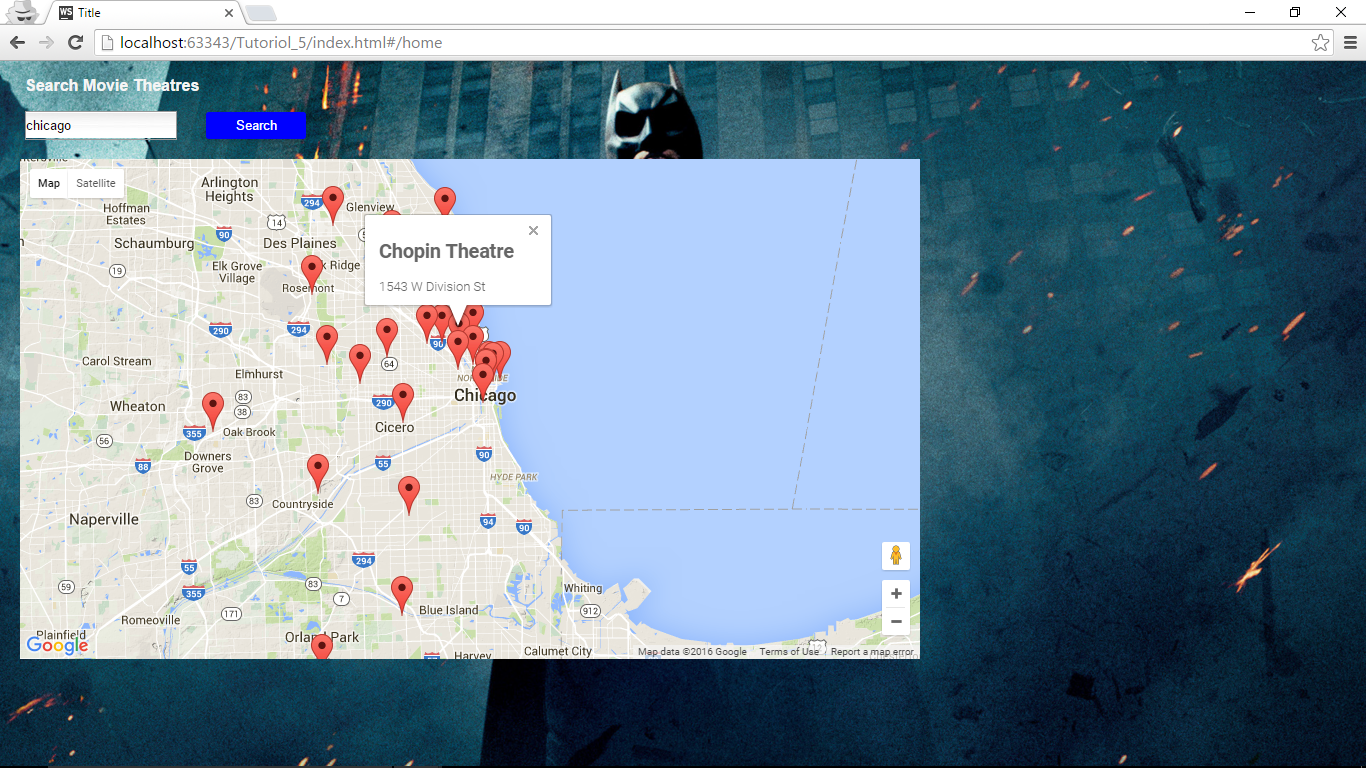 WS Title
localhost:63343/Tutoriol_5/index.html#/home
Search Movie Theatres
chicago
Search
Map Satellite
Arlington
Heights
294
Glenview
Hoffman
Estates
14
90
Schaumburg
Des Plaines
Chopin Theatre
1543 W Division St
19
Elk Grove
Village
k Ridge
Rosemont
290
294
90
Carol Stream
64
Elmhurst
Chicago
Wheaton
83
38
290
Cicero
355
Oak Brook
56
88
Downers
Grove
55
90
HYDE PARK
83
Countryside
Naperville
94
90
294
55
59
83
355
7
Whiting
912
Romeoville
171
Blue Island
Plainfield
Orland Park
Google
Harvey
Calumet City
Map data ©2016 Google
Terms of Use
Report a map error